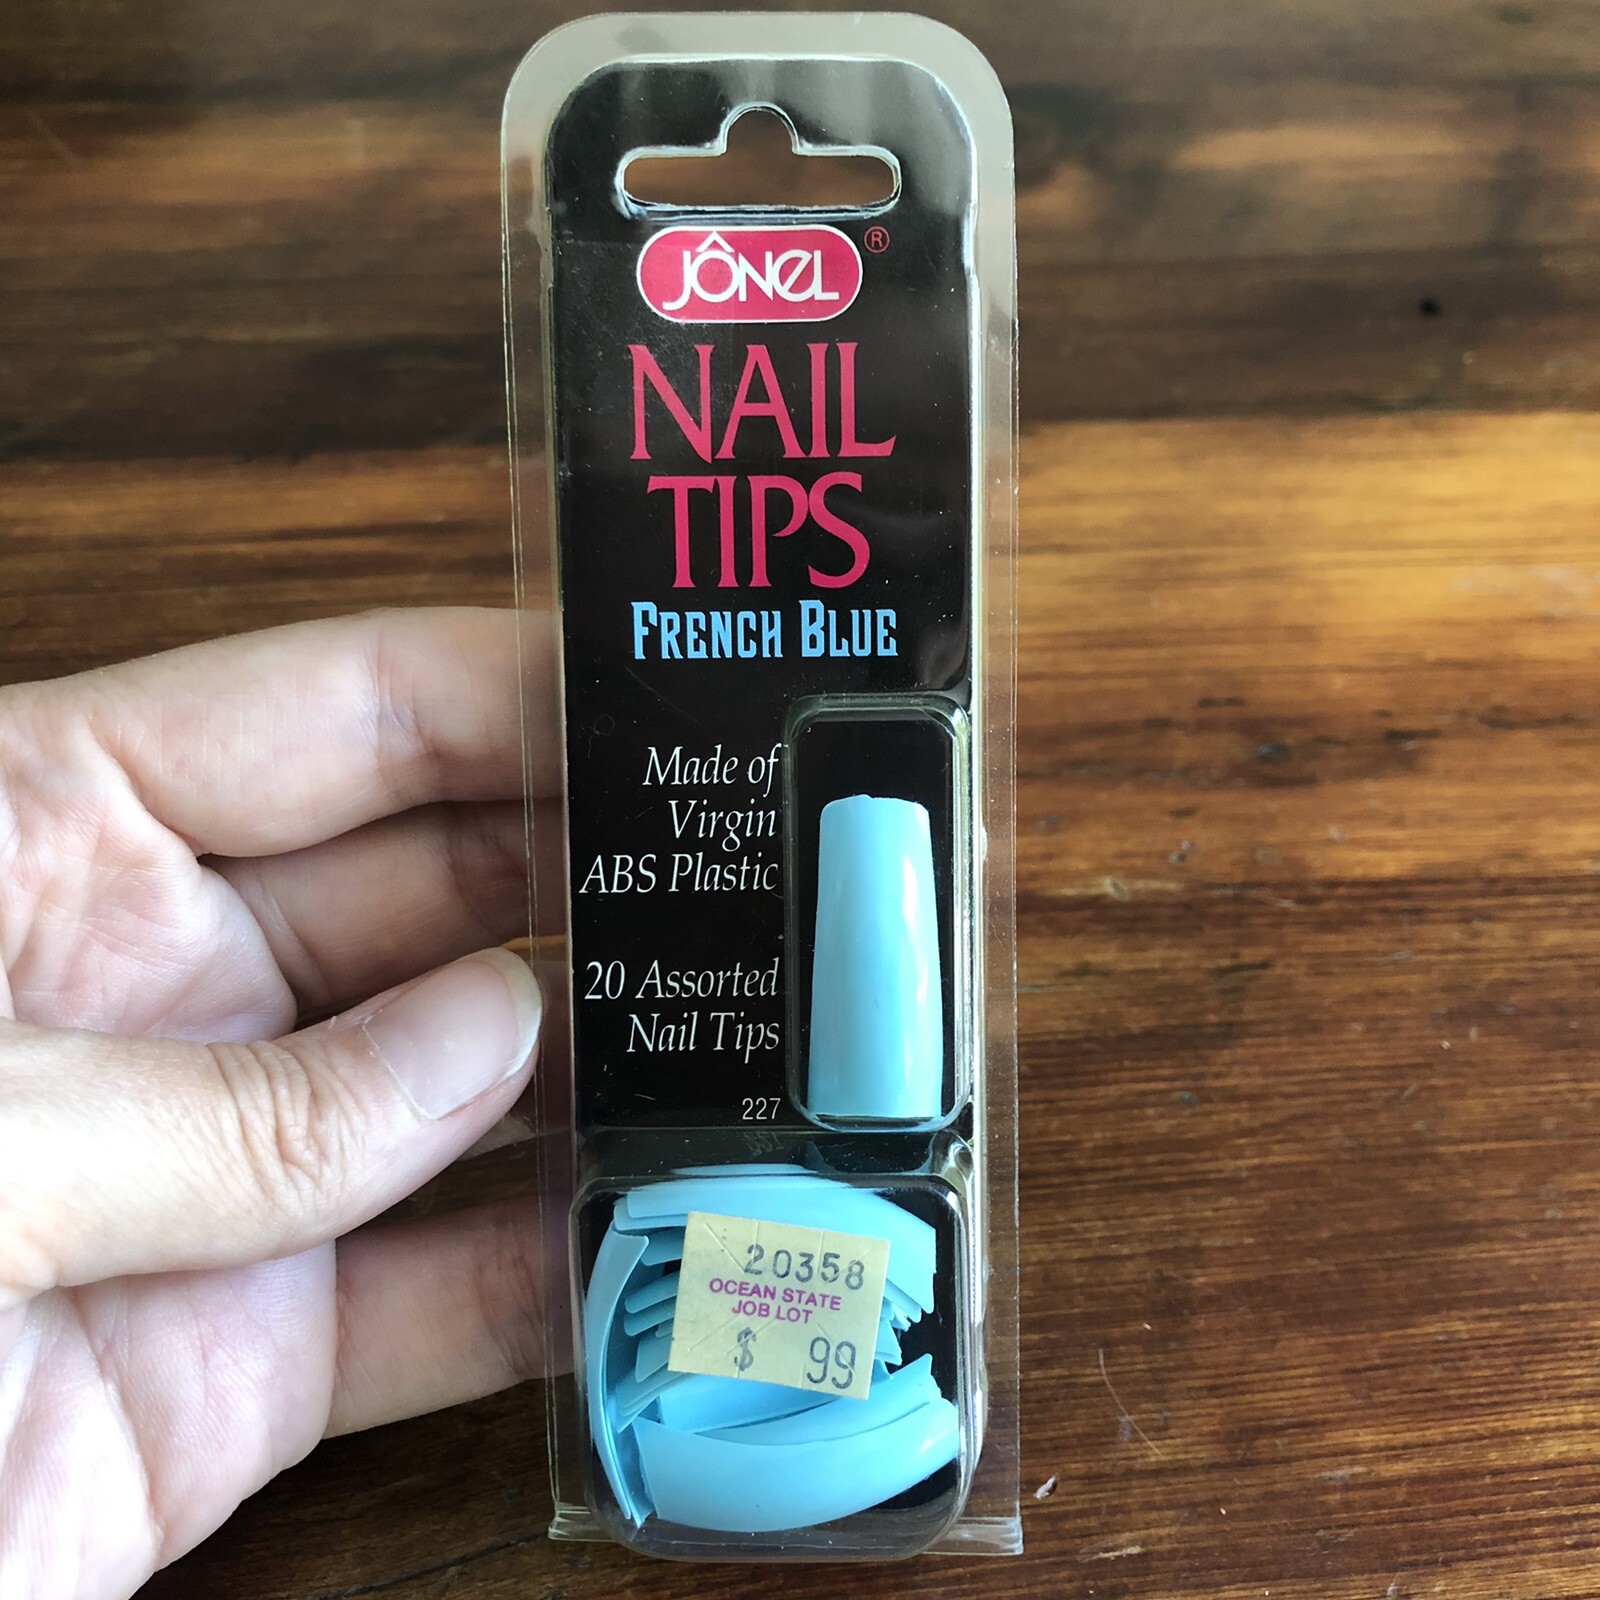 JÔNEL ®
NAIL
TIPS
FRENCH BLUE
Made of
Virgin
ABS Plastic
20 Assorted
Nail Tips
227
20358
OCEAN STATE
JOB LOT
$ 99